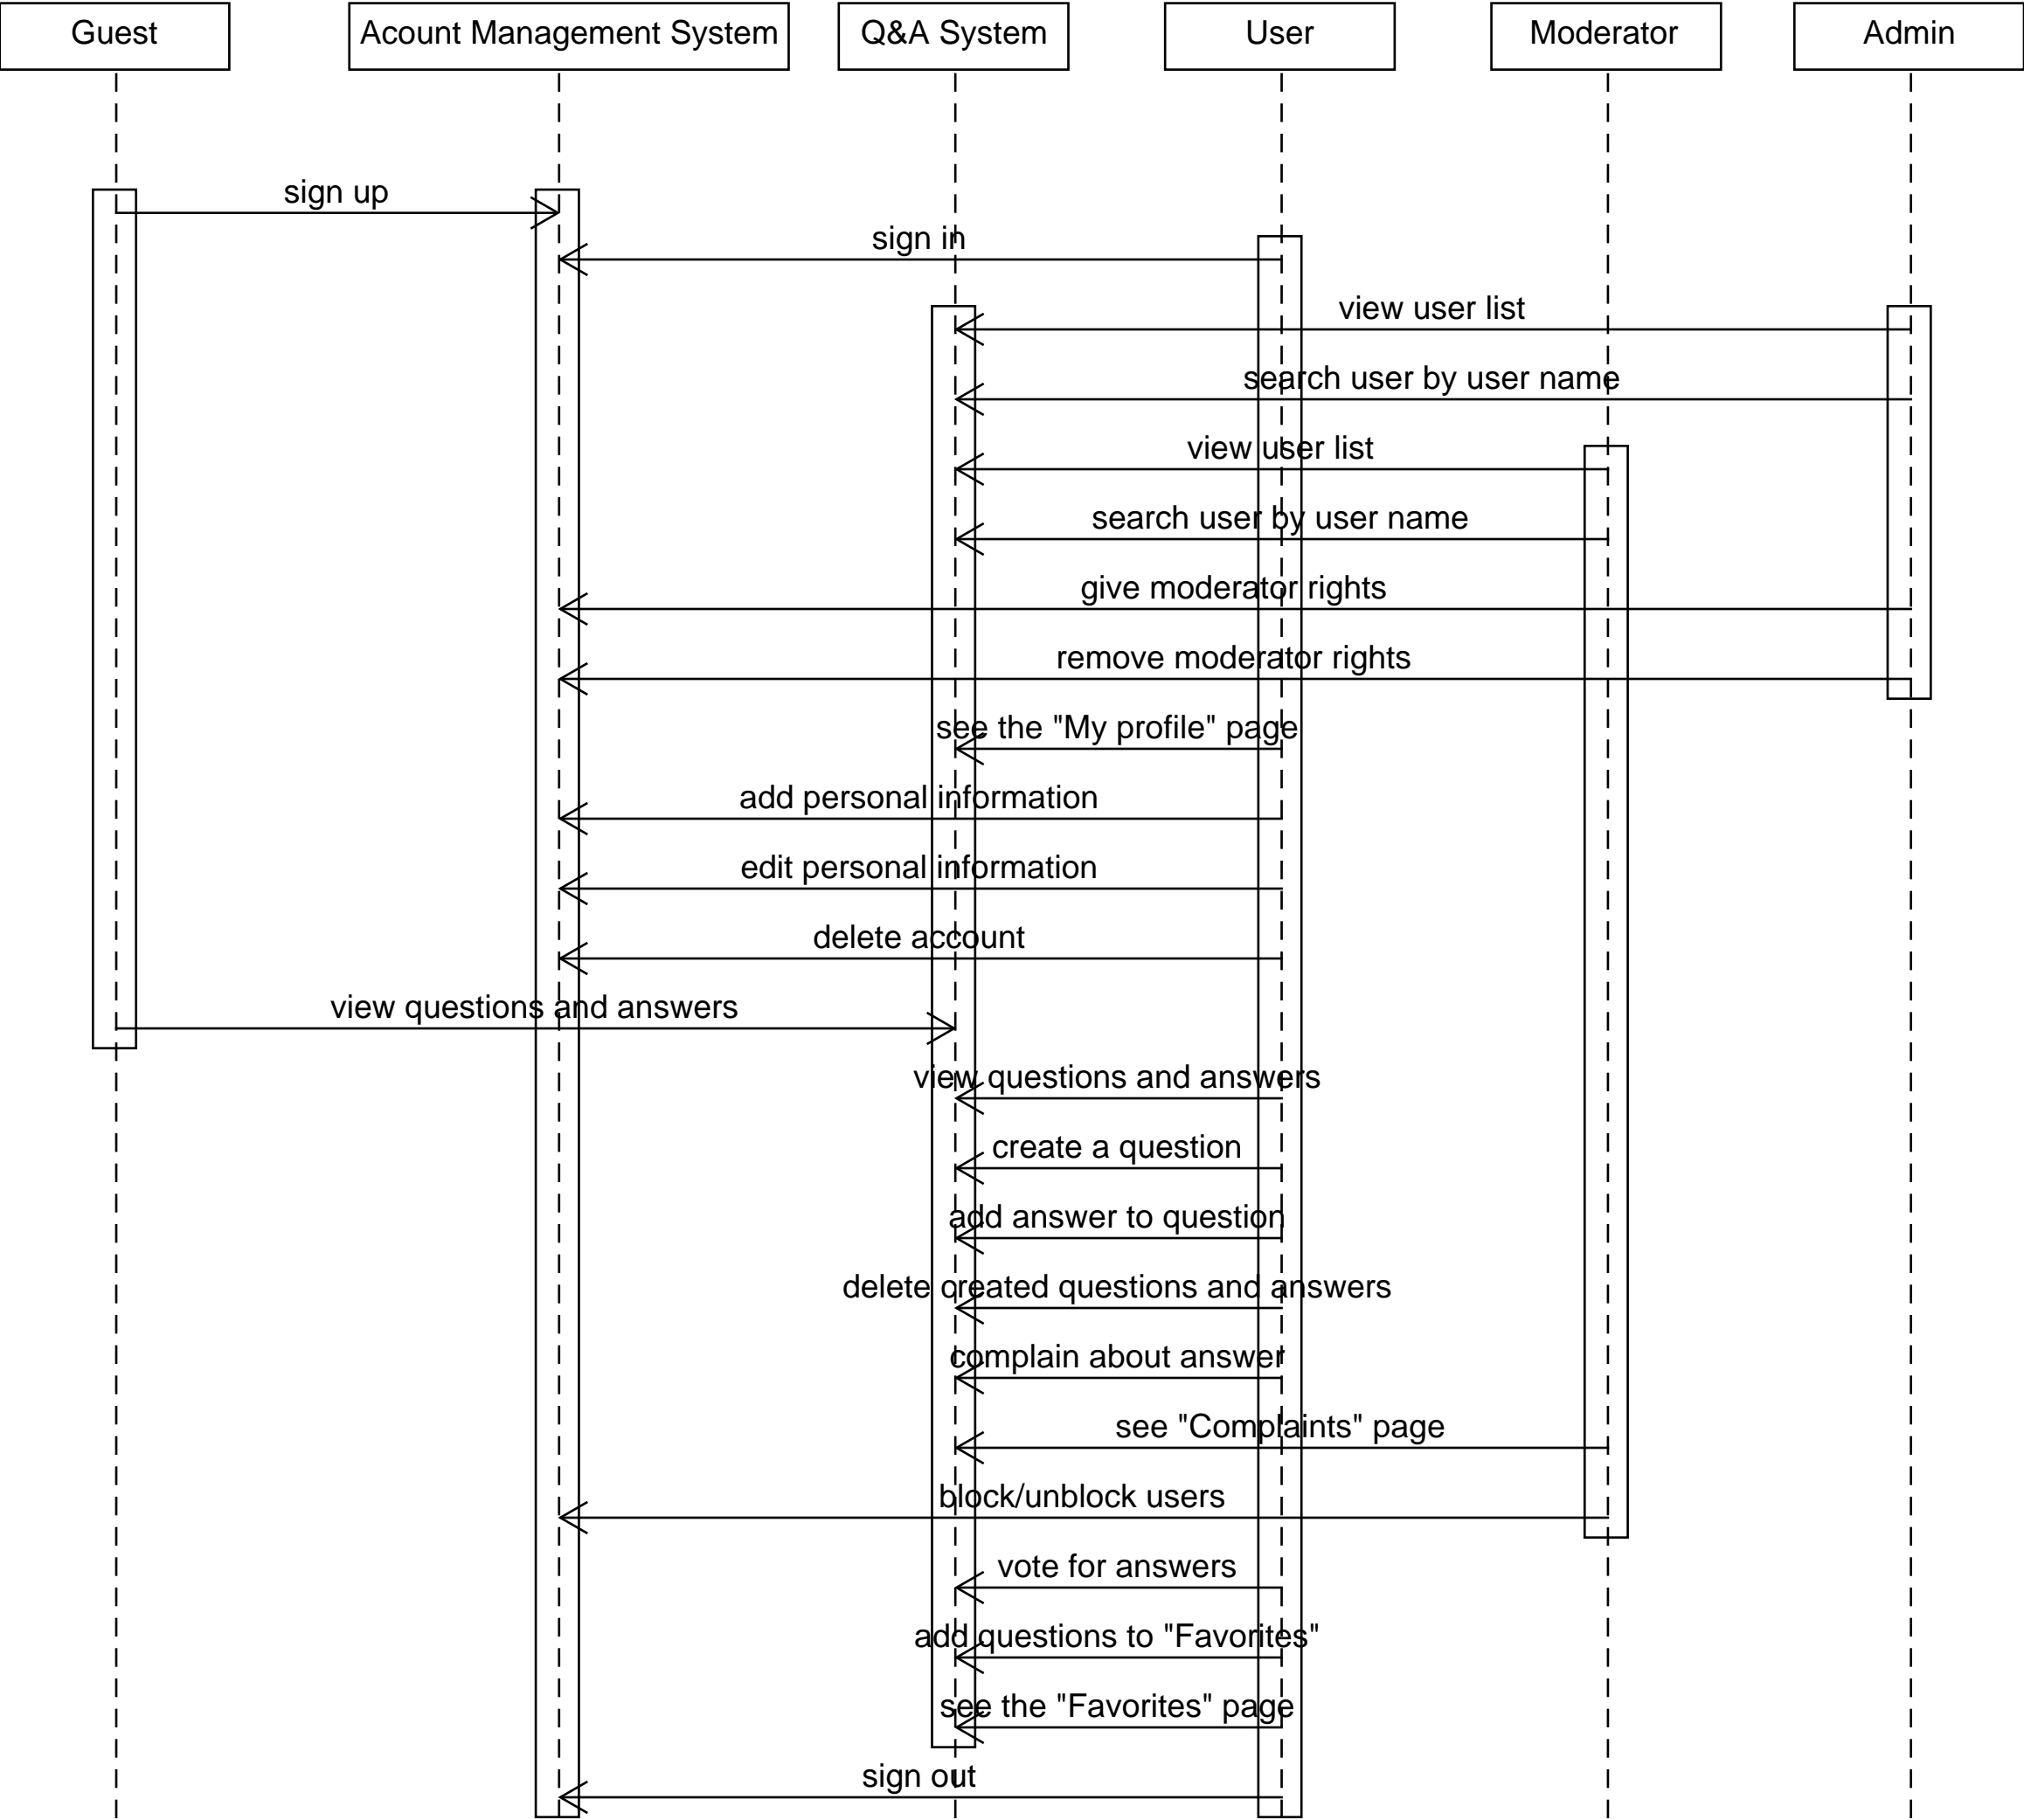 Guest
Acount Management System
Q&A System
User
Moderator
Admin
sign up
sign in
view user list
search user by user name
view user list
search user by user name
give moderator rights
remove moderator rights
see the "My profile" page
add personal information
edit personal information
delete account
view questions and answers
view questions and answers
create a question
add answer to question
delete created questions and answers
complain about answer
see "Complaints" page
block/unblock users
vote for answers
add questions to "Favorites"
see the "Favorites" page
sign out